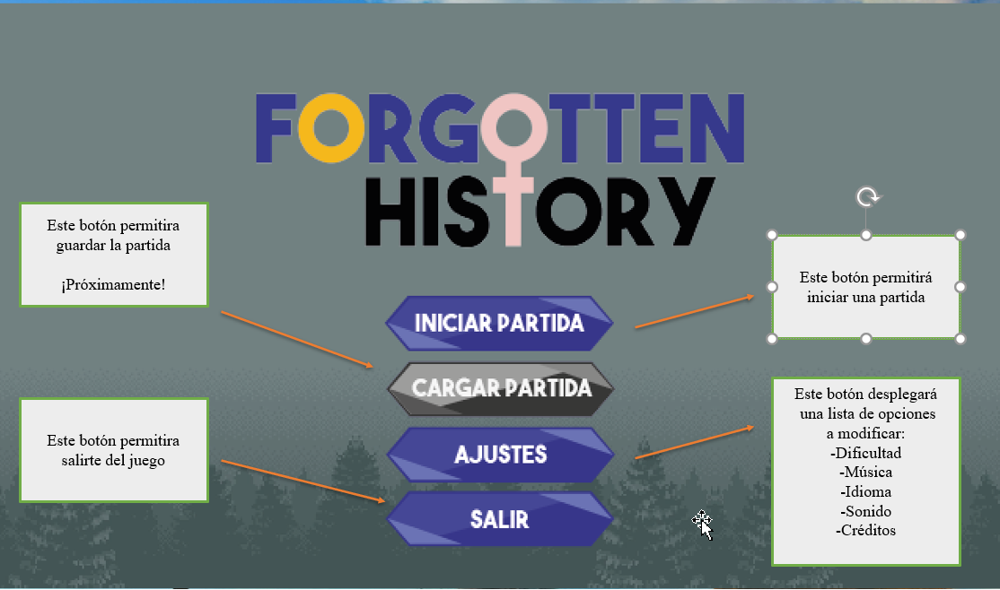 FORGOTTEN
HISTORY
Este botón permitira
guardar la partida
¡Próximamente!
Este botón permitira
salirte del juego
INICIAR PARTIDA
CARGAR PARTIDA
AJUSTES
SALIR
Este botón permitirá
iniciar una partida
Este botón desplegará
una lista de opciones
a modificar:
-Dificultad
-Música
-Idioma
-Sonido
-Créditos